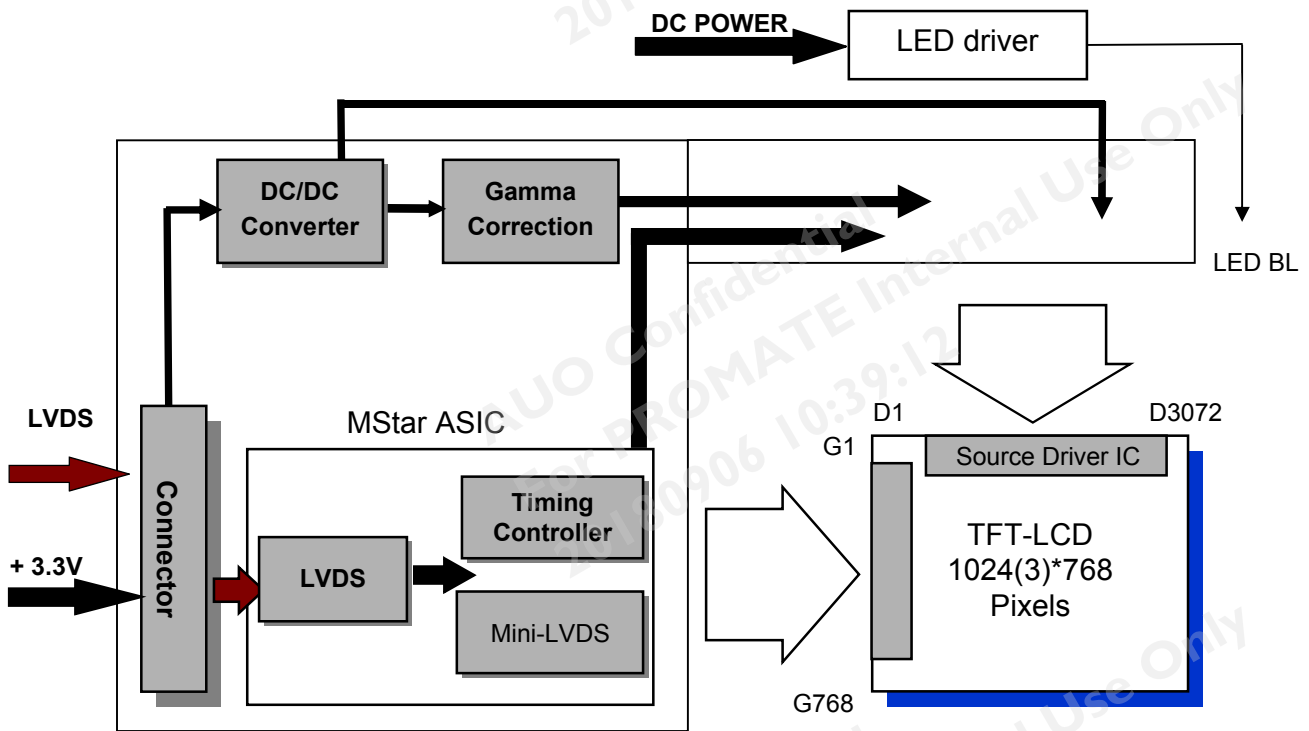 DC POWER
LED driver
DC/DC
Converter
Gamma
Correction
LED BL
LVDS
MStar ASIC
D1
D3072
G1
Source Driver IC
Connector
Timing
Controller
TFT-LCD
1024(3)*768
Pixels
+ 3.3V
LVDS
Mini-LVDS
G768
AUO Confidential
For PROMATE Internal Use Only
20180906 10:39:12